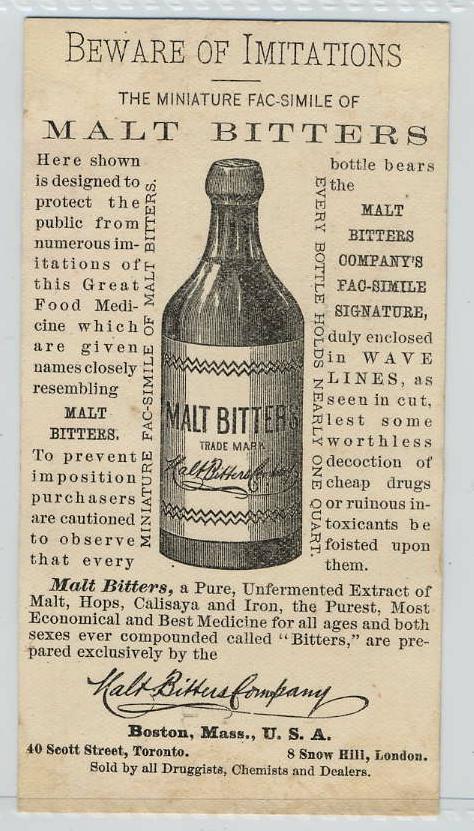 BEWARE OF IMITATIONS
THE MINIATURE FAC-SIMILE OF
MALT BITTERS
Here shown
is designed to
protect the
public from
numerous im-
itations of
this Great
Food Medi-
cine which
are given
names closely
resembling
MALT
BITTERS.
To prevent
imposition
purchasers
are cautioned
to observe
that every
MINIATURE FAC-SIMILE OF MALT BITTERS.
MALT BITTERS
TRADE MARK
Malt Bitters Company
EVERY BOTTLE HOLDS NEARLY ONE QUART.
bottle bears
the
MALT
BITTERS
COMPANY'S
FAC-SIMILE
SIGNATURE,
duly enclosed
in WAVE
LINES, as
seen in cut,
lest some
worthless
decoction of
cheap drugs
or ruinous in-
toxicants be
foisted upon
them.
Malt Bitters, a Pure, Unfermented Extract of
Malt, Hops, Calisaya and Iron, the Purest, Most
Economical and Best Medicine for all ages and both
sexes ever compounded called "Bitters," are pre-
pared exclusively by the
Malt Bitters Company
Boston, Mass., U. S. A.
40 Scott Street, Toronto. 8 Snow Hill, London.
Sold by all Druggists, Chemists and Dealers.